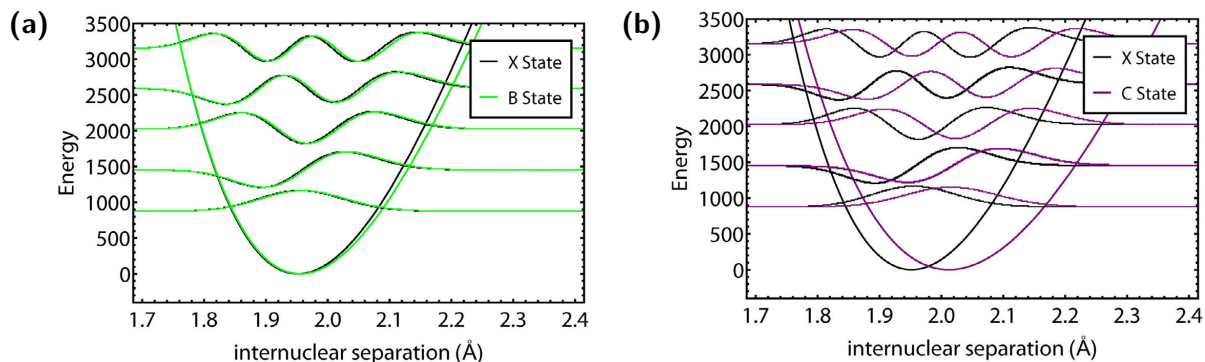 (a)
3500
3000
2500
2000
1500
1000
500
0
Energy
X State
B State
1.7 1.8 1.9 2.0 2.1 2.2 2.3 2.4
internuclear separation (Å)
(b)
3500
3000
2500
2000
1500
1000
500
0
Energy
X State
C State
1.7 1.8 1.9 2.0 2.1 2.2 2.3 2.4
internuclear separation (Å)